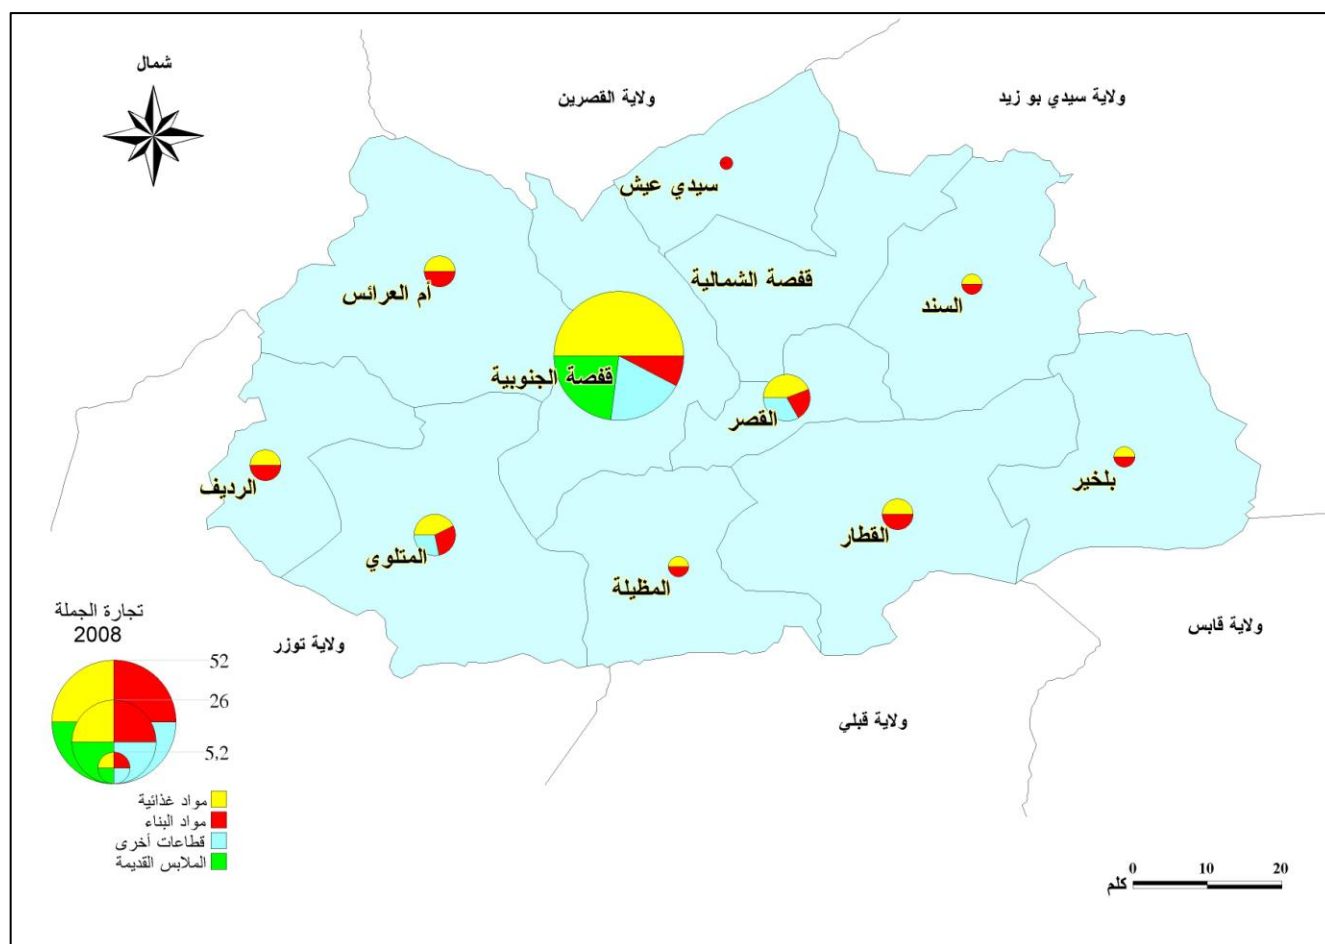 شمال
ولاية القصرين
ولاية سيدي بو زيد
سيدي عيش
قفصة الشمالية
أم العرائس
السند
قفصة الجنوبية
القصر
بلخير
الرديف
القطار
المتلوي
المظيلة
ولاية قابس
ولاية توزر
ولاية قبلي
تجارة الجملة
2008
52
26
5,2
مواد غذائية
مواد البناء
قطاعات أخرى
الملابس القديمة
0 10 20
كلم